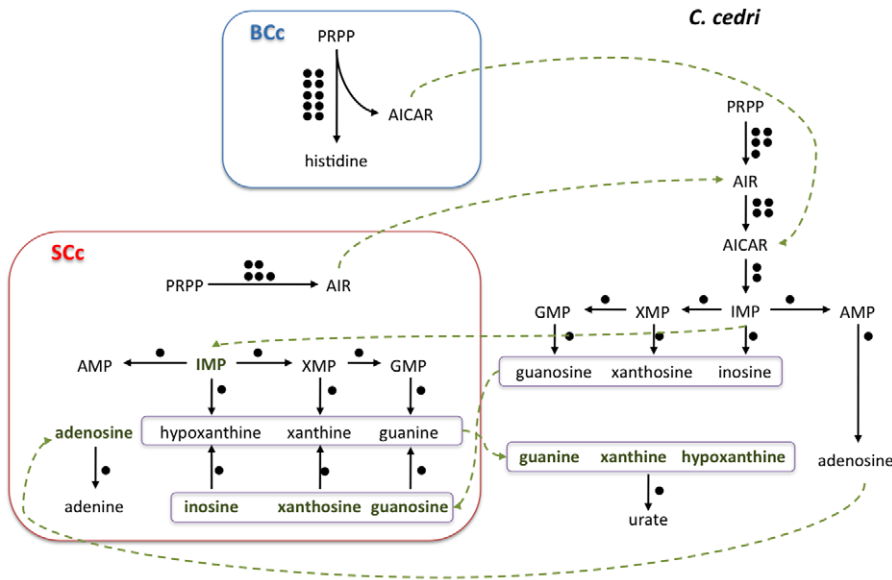 C. cedri
BCc
PRPP
AICAR
histidine
PRPP
AIR
AICAR
SCc
PRPP
AIR
GMP
XMP
IMP
AMP
AMP
IMP
XMP
GMP
guanosine
xanthosine
inosine
adenosine
hypoxanthine
xanthine
guanine
guanine
xanthine
hypoxanthine
adenosine
adenine
inosine
xanthosine
guanosine
urate